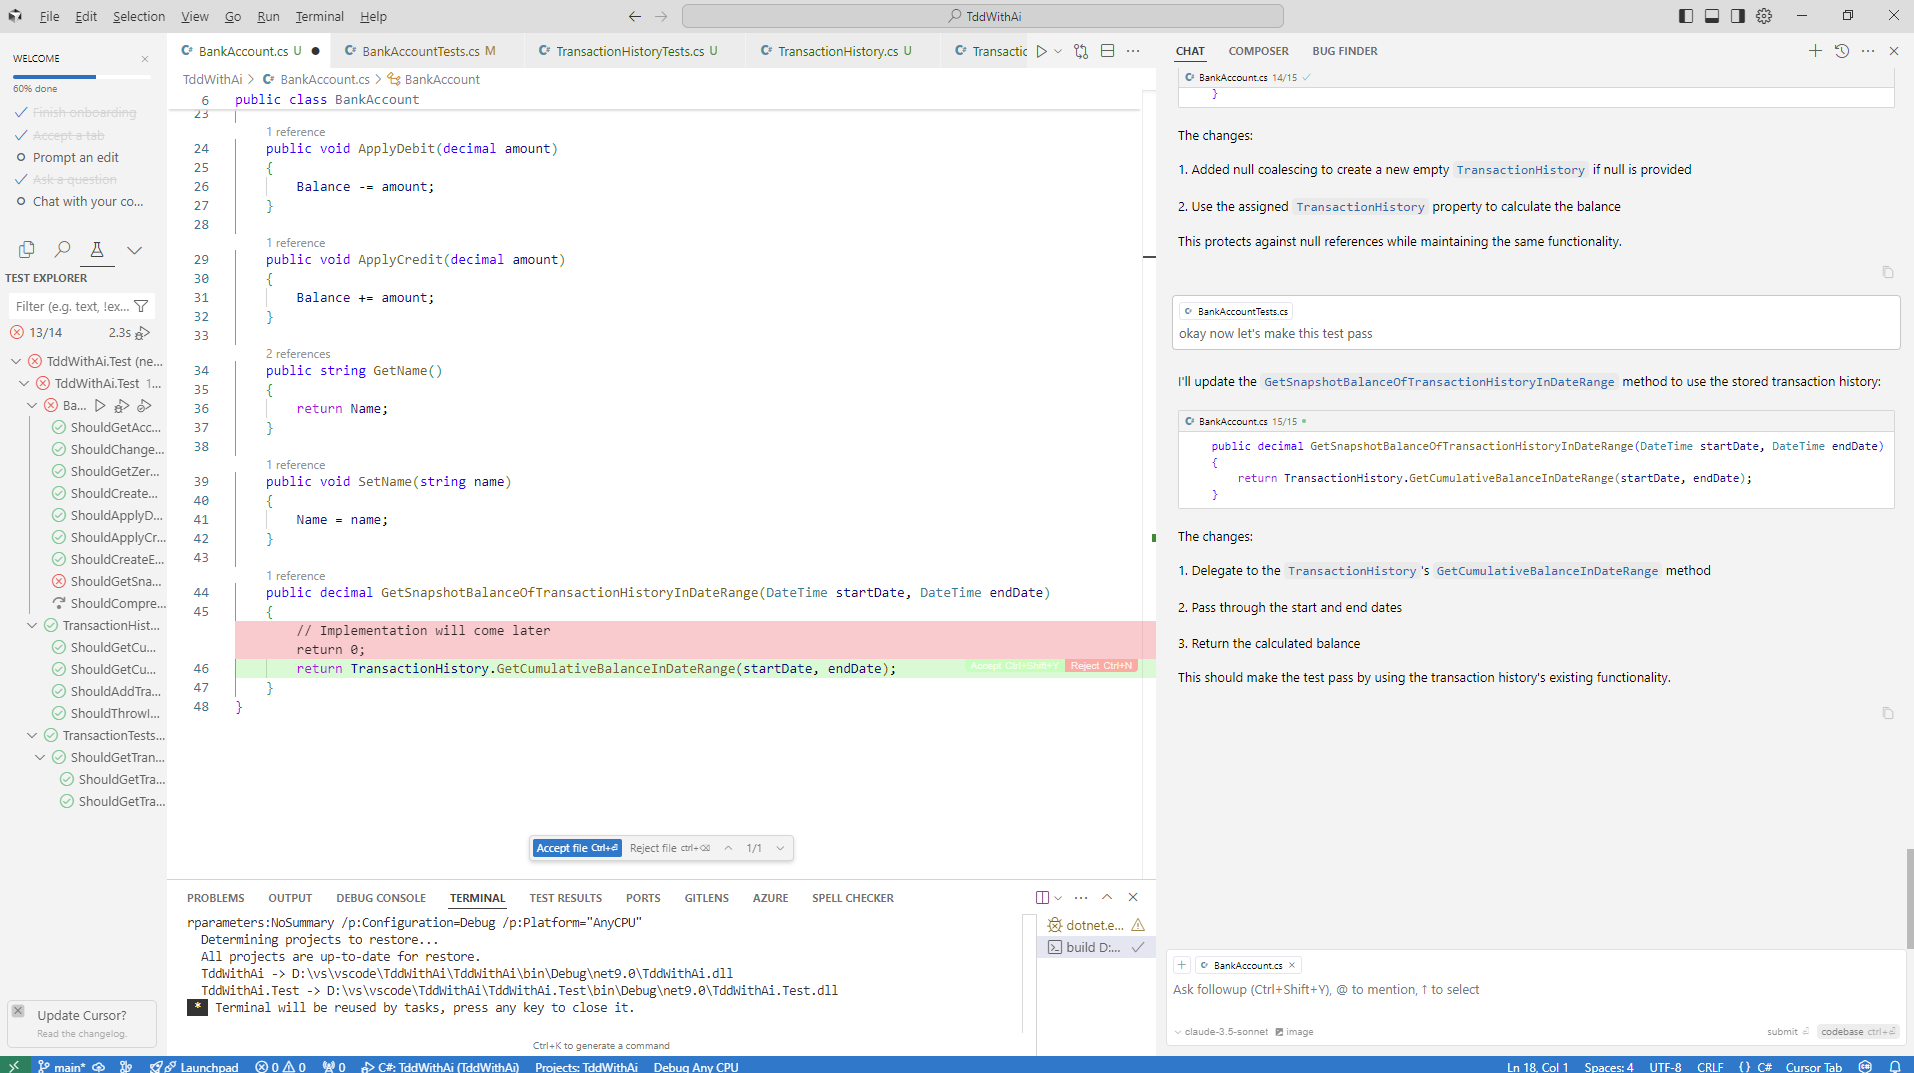 File Edit Selection View Go Run Terminal Help
TddWithAi
WELCOME
60% done
Finish onboarding
Accept a tab
Prompt an edit
Ask a question
Chat with your co...
TEST EXPLORER
Filter (e.g. text, !ex...
13/14 2.3s
TddWithAi.Test (ne...
TddWithAi.Test 1...
Ba...
ShouldGetAcc...
ShouldChange...
ShouldGetZer...
ShouldCreate...
ShouldApplyD...
ShouldApplyCr...
ShouldCreateE...
ShouldGetSna...
ShouldCompre...
TransactionHist...
ShouldGetCu...
ShouldGetCu...
ShouldAddTra...
ShouldThrowI...
TransactionTests...
ShouldGetTran...
ShouldGetTra...
ShouldGetTra...
Update Cursor?
Read the changelog.
BankAccount.cs U BankAccountTests.cs M TransactionHistoryTests.cs U TransactionHistory.cs U Transactic
TddWithAi > BankAccount.cs > BankAccount
6 public class BankAccount
23
1 reference
24 public void ApplyDebit(decimal amount)
25 {
26 Balance -= amount;
27 }
28
1 reference
29 public void ApplyCredit(decimal amount)
30 {
31 Balance += amount;
32 }
33
2 references
34 public string GetName()
35 {
36 return Name;
37 }
38
1 reference
39 public void SetName(string name)
40 {
41 Name = name;
42 }
43
1 reference
44 public decimal GetSnapshotBalanceOfTransactionHistoryInDateRange(DateTime startDate, DateTime endDate)
45 {
// Implementation will come later
return 0;
46 return TransactionHistory.GetCumulativeBalanceInDateRange(startDate, endDate); Accept Ctrl+Shift+Y Reject Ctrl+N
47 }
48 }
Accept file Ctrl+⏎ Reject file ctrl+⌫ 1/1
PROBLEMS OUTPUT DEBUG CONSOLE TERMINAL TEST RESULTS PORTS GITLENS AZURE SPELL CHECKER
rparameters:NoSummary /p:Configuration=Debug /p:Platform="AnyCPU"
Determining projects to restore...
All projects are up-to-date for restore.
TddWithAi -> D:\vs\vscode\TddWithAi\TddWithAi\bin\Debug\net9.0\TddWithAi.dll
TddWithAi.Test -> D:\vs\vscode\TddWithAi\TddWithAi.Test\bin\Debug\net9.0\TddWithAi.Test.dll
* Terminal will be reused by tasks, press any key to close it.
Ctrl+K to generate a command
dotnet.e...
build D:...
CHAT COMPOSER BUG FINDER
BankAccount.cs 14/15
}
The changes:
1. Added null coalescing to create a new empty TransactionHistory if null is provided
2. Use the assigned TransactionHistory property to calculate the balance
This protects against null references while maintaining the same functionality.
BankAccountTests.cs
okay now let's make this test pass
I'll update the GetSnapshotBalanceOfTransactionHistoryInDateRange method to use the stored transaction history:
BankAccount.cs 15/15
public decimal GetSnapshotBalanceOfTransactionHistoryInDateRange(DateTime startDate, DateTime endDate)
{
return TransactionHistory.GetCumulativeBalanceInDateRange(startDate, endDate);
}
The changes:
1. Delegate to the TransactionHistory's GetCumulativeBalanceInDateRange method
2. Pass through the start and end dates
3. Return the calculated balance
This should make the test pass by using the transaction history's existing functionality.
+ BankAccount.cs ×
Ask followup (Ctrl+Shift+Y), @ to mention, ↑ to select
claude-3.5-sonnet image submit ⏎ codebase ctrl+⏎
main* Launchpad 0 0 0 C#: TddWithAi (TddWithAi) Projects: TddWithAi Debug Any CPU Ln 18, Col 1 Spaces: 4 UTF-8 CRLF {} C# Cursor Tab